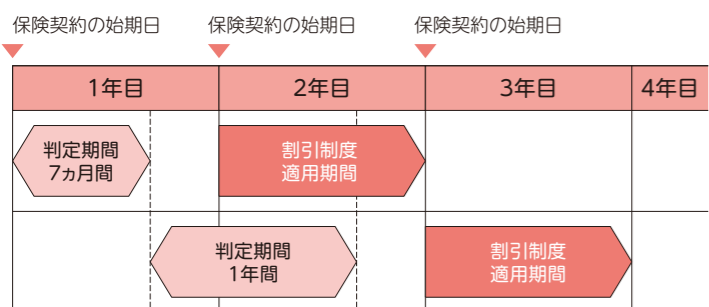 保険契約の始期日
保険契約の始期日
保険契約の始期日
1年目
2年目
3年目
4年目
判定期間
7ヵ月間
割引制度
適用期間
判定期間
1年間
割引制度
適用期間